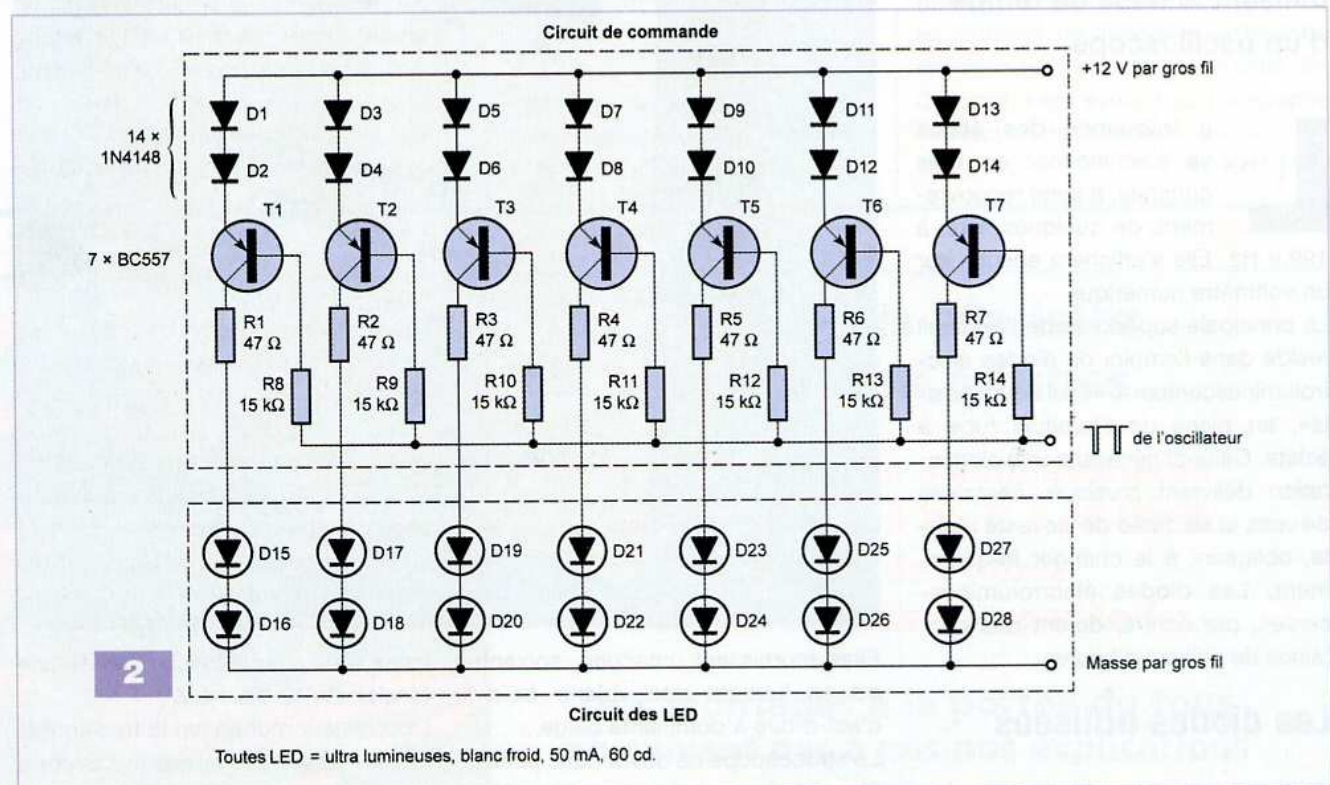 Circuit de commande
+12 V par gros fil
D1 D3 D5 D7 D9 D11 D13
14 ×
1N4148
D2 D4 D6 D8 D10 D12 D14
T1 T2 T3 T4 T5 T6 T7
7 × BC557
R1 R2 R3 R4 R5 R6 R7
47 Ω 47 Ω 47 Ω 47 Ω 47 Ω 47 Ω 47 Ω
R8 R9 R10 R11 R12 R13 R14
15 kΩ 15 kΩ 15 kΩ 15 kΩ 15 kΩ 15 kΩ 15 kΩ
de l'oscillateur
D15 D17 D19 D21 D23 D25 D27
D16 D18 D20 D22 D24 D26 D28
2
Masse par gros fil
Circuit des LED
Toutes LED = ultra lumineuses, blanc froid, 50 mA, 60 cd.